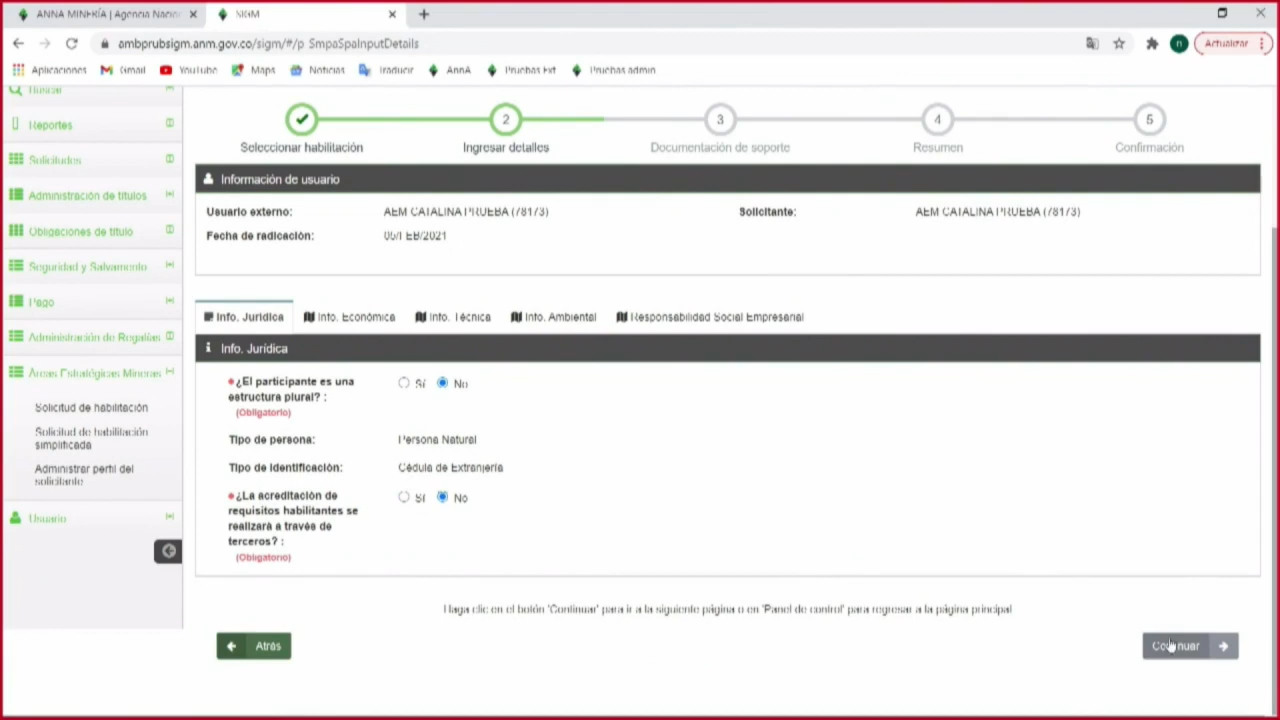 ANNA MINERÍA | Agencia Nacion
SIGM
ambprubsigm.anm.gov.co/sigm/#/p_SmpaSpaInputDetails
n
Actualizar
Aplicaciones
Gmail
YouTube
Maps
Noticias
Traducir
AnnA
Pruebas Ext
Pruebas admin
Buscar
Reportes
Solicitudes
Administración de títulos
Obligaciones de título
Seguridad y Salvamento
Pago
Administración de Regalías
Áreas Estratégicas Mineras
Solicitud de habilitación
Solicitud de habilitación
simplificada
Administrar perfil del
solicitante
Usuario
2
3
4
5
Seleccionar habilitación
Ingresar detalles
Documentación de soporte
Resumen
Confirmación
Información de usuario
Usuario externo: AEM CATALINA PRUEBA (78173)
Solicitante: AEM CATALINA PRUEBA (78173)
Fecha de radicación: 05/FEB/2021
Info. Jurídica
Info. Económica
Info. Técnica
Info. Ambiental
Responsabilidad Social Empresarial
Info. Jurídica
*¿El participante es una
estructura plural? :
(Obligatorio)
Sí No
Tipo de persona: Persona Natural
Tipo de identificación: Cédula de Extranjería
*¿La acreditación de
requisitos habilitantes se
realizará a través de
terceros? :
(Obligatorio)
Sí No
Haga clic en el botón 'Continuar' para ir a la siguiente página o en 'Panel de control' para regresar a la página principal
Atrás
Continuar